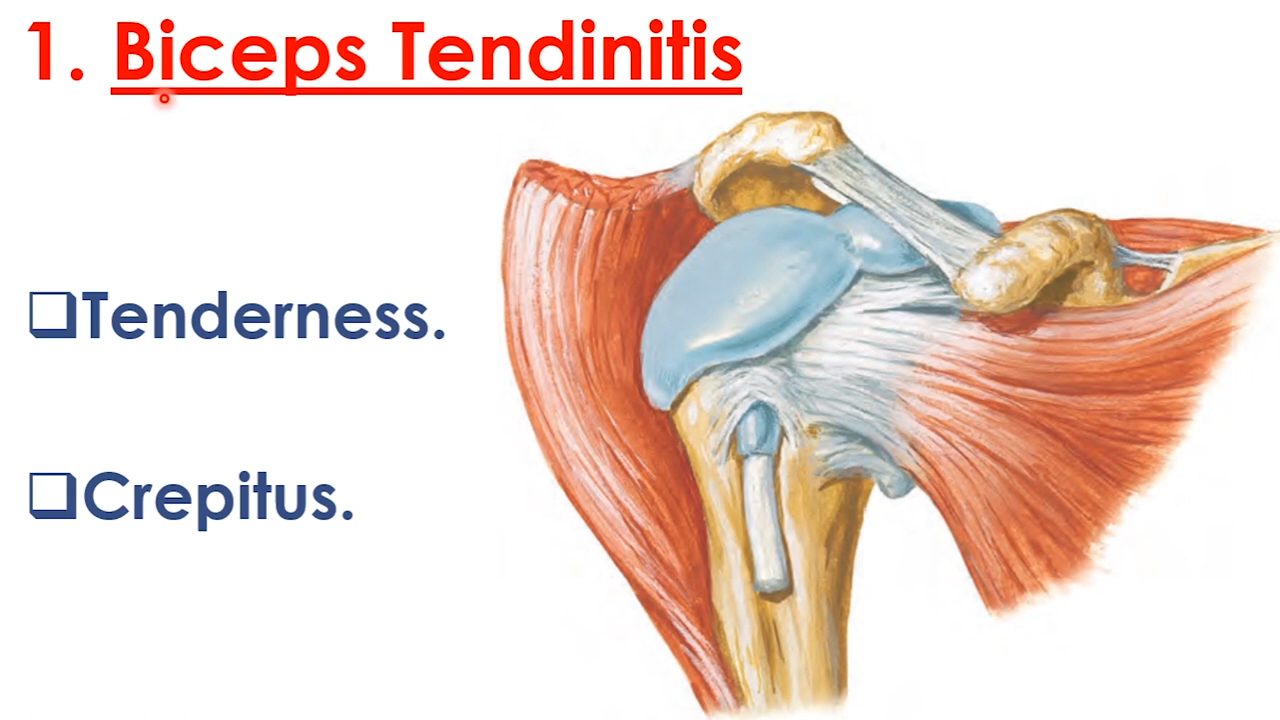 1. Biceps Tendinitis
❑Tenderness.
❑Crepitus.